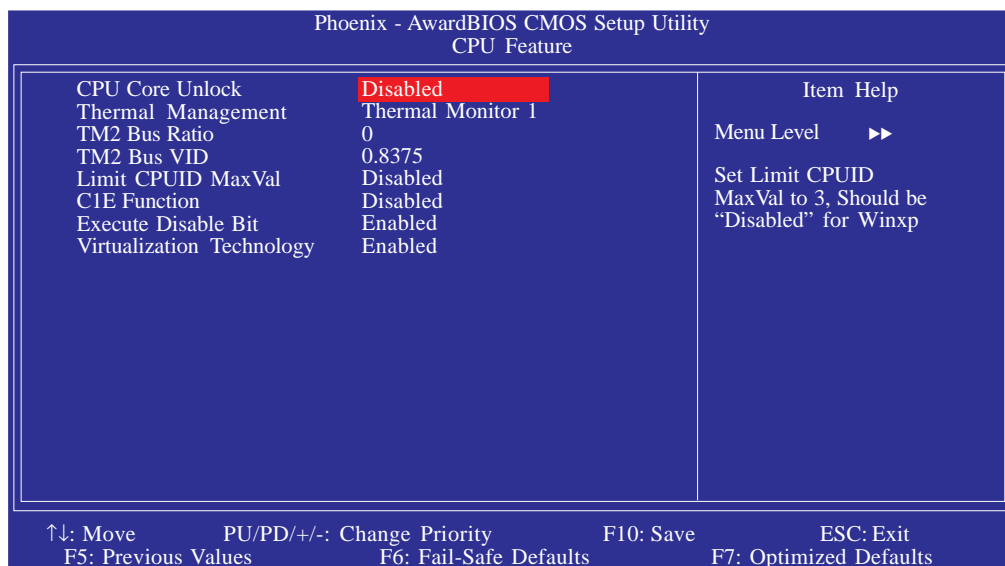 Phoenix - AwardBIOS CMOS Setup Utility
CPU Feature
CPU Core Unlock Disabled
Thermal Management Thermal Monitor 1
TM2 Bus Ratio 0
TM2 Bus VID 0.8375
Limit CPUID MaxVal Disabled
C1E Function Disabled
Execute Disable Bit Enabled
Virtualization Technology Enabled
Item Help
Menu Level ▶▶
Set Limit CPUID
MaxVal to 3, Should be
“Disabled” for Winxp
↑↓: Move PU/PD/+/-: Change Priority F10: Save ESC: Exit
F5: Previous Values F6: Fail-Safe Defaults F7: Optimized Defaults